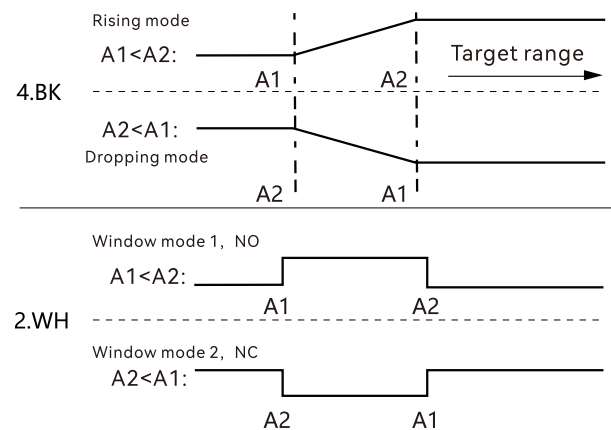 Rising mode
A1<A2:
A1
A2
Target range
4.BK
A2<A1:
Dropping mode
A2
A1
Window mode 1, NO
A1<A2:
A1
A2
2.WH
Window mode 2, NC
A2<A1:
A2
A1